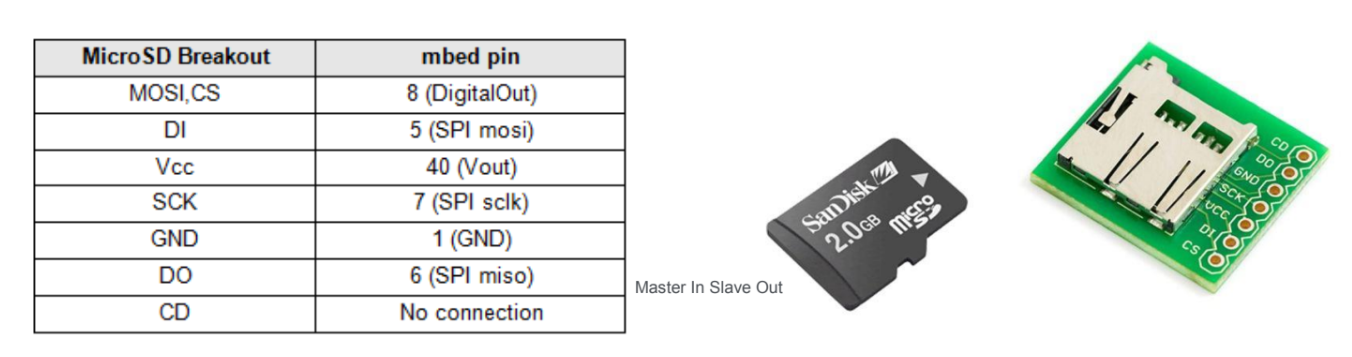 MicroSD Breakout mbed pin
MOSI,CS 8 (DigitalOut)
DI 5 (SPI mosi)
Vcc 40 (Vout)
SCK 7 (SPI sclk)
GND 1 (GND)
DO 6 (SPI miso)
CD No connection
Master In Slave Out
SanDisk
2.0GB Micro SD
CD
DO
GND
SCK
VCC
DI
CS